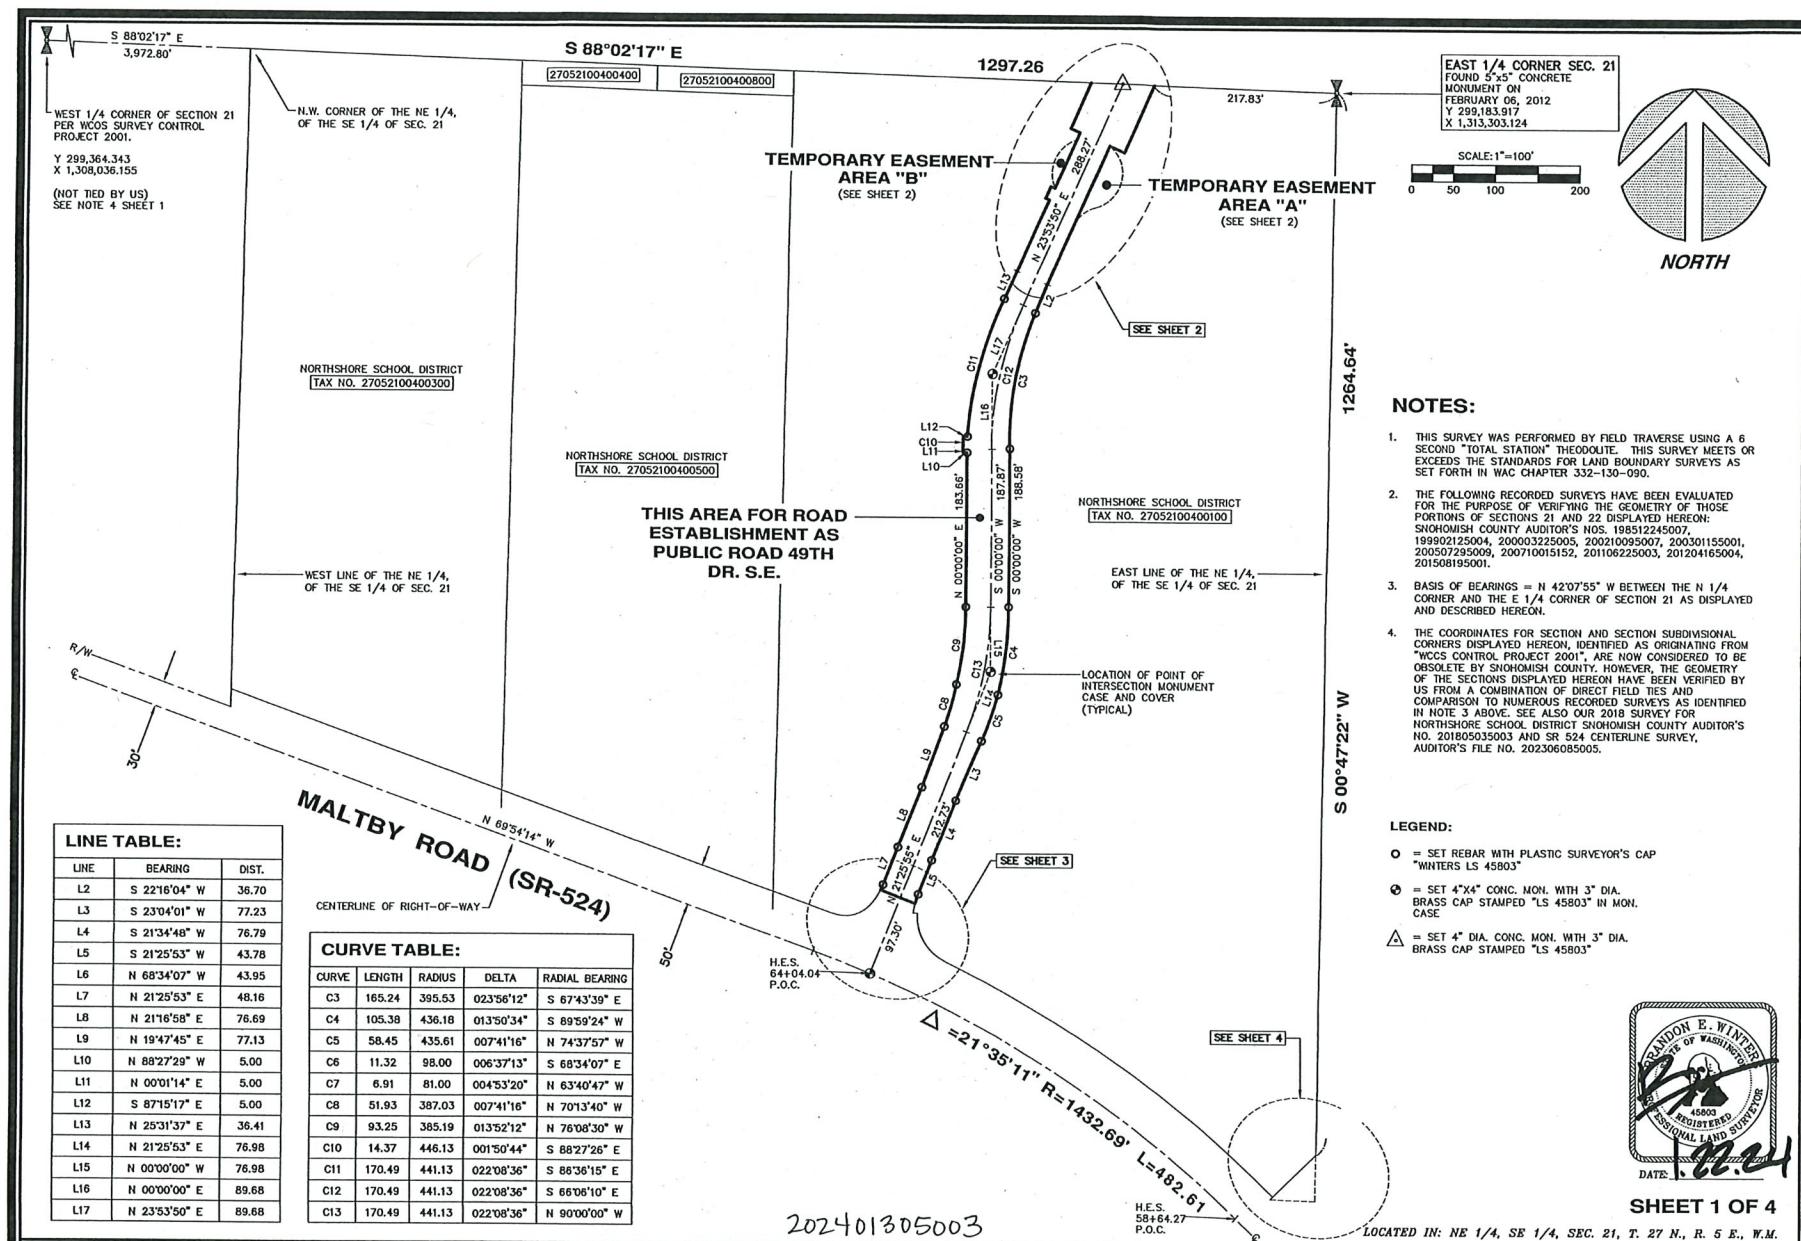 S 88°02'17" E
3,972.80'
S 88°02'17" E
1297.26
27052100400400
27052100400800
217.83'
EAST 1/4 CORNER SEC. 21
FOUND 5"x5" CONCRETE
MONUMENT ON
FEBRUARY 06, 2012
Y 299,183.917
X 1,313,303.124
WEST 1/4 CORNER OF SECTION 21
PER WCOS SURVEY CONTROL
PROJECT 2001.
Y 299,364.343
X 1,308,036.155
(NOT TIED BY US)
SEE NOTE 4 SHEET 1
N.W. CORNER OF THE NE 1/4,
OF THE SE 1/4 OF SEC. 21
SCALE: 1"=100'
0 50 100 200
NORTH
TEMPORARY EASEMENT
AREA "B"
(SEE SHEET 2)
TEMPORARY EASEMENT
AREA "A"
(SEE SHEET 2)
288.27'
N 23°53'50" E
L13
L2
SEE SHEET 2
L17
C11
C12
C3
L16
L12
C10
L11
L10
NORTHSHORE SCHOOL DISTRICT
TAX NO. 27052100400300
NORTHSHORE SCHOOL DISTRICT
TAX NO. 27052100400500
NORTHSHORE SCHOOL DISTRICT
TAX NO. 27052100400100
THIS AREA FOR ROAD
ESTABLISHMENT AS
PUBLIC ROAD 49TH
DR. S.E.
N 00°00'00" E 183.66'
S 00°00'00" W 187.87'
S 00°00'00" W 188.58'
1264.64'
S 00°47'22" W
WEST LINE OF THE NE 1/4,
OF THE SE 1/4 OF SEC. 21
EAST LINE OF THE NE 1/4,
OF THE SE 1/4 OF SEC. 21
C9
L15
C4
C13
L14
C8
C5
L9
L3
L8
L4
L7
L5
LOCATION OF POINT OF
INTERSECTION MONUMENT
CASE AND COVER
(TYPICAL)
N 21°25'55" E 212.73'
97.30'
R/W
30'
50'
MALTBY ROAD (SR-524)
N 69°54'14" W
CENTERLINE OF RIGHT-OF-WAY
SEE SHEET 3
H.E.S.
64+04.04
P.O.C.
Δ =21°35'11" R=1432.69' L=482.61
SEE SHEET 4
H.E.S.
58+64.27
P.O.C.
NOTES:
1. THIS SURVEY WAS PERFORMED BY FIELD TRAVERSE USING A 6
SECOND "TOTAL STATION" THEODOLITE. THIS SURVEY MEETS OR
EXCEEDS THE STANDARDS FOR LAND BOUNDARY SURVEYS AS
SET FORTH IN WAC CHAPTER 332-130-090.
2. THE FOLLOWING RECORDED SURVEYS HAVE BEEN EVALUATED
FOR THE PURPOSE OF VERIFYING THE GEOMETRY OF THOSE
PORTIONS OF SECTIONS 21 AND 22 DISPLAYED HEREON:
SNOHOMISH COUNTY AUDITOR'S NOS. 198512245007,
199902125004, 200003225005, 200210095007, 200301155001,
200507295009, 200710015152, 201106225003, 201204165004,
201508195001.
3. BASIS OF BEARINGS = N 42°07'55" W BETWEEN THE N 1/4
CORNER AND THE E 1/4 CORNER OF SECTION 21 AS DISPLAYED
AND DESCRIBED HEREON.
4. THE COORDINATES FOR SECTION AND SECTION SUBDIVISIONAL
CORNERS DISPLAYED HEREON, IDENTIFIED AS ORIGINATING FROM
"WCCS CONTROL PROJECT 2001", ARE NOW CONSIDERED TO BE
OBSOLETE BY SNOHOMISH COUNTY. HOWEVER, THE GEOMETRY
OF THE SECTIONS DISPLAYED HEREON HAVE BEEN VERIFIED BY
US FROM A COMBINATION OF DIRECT FIELD TIES AND
COMPARISON TO NUMEROUS RECORDED SURVEYS AS IDENTIFIED
IN NOTE 3 ABOVE. SEE ALSO OUR 2018 SURVEY FOR
NORTHSHORE SCHOOL DISTRICT SNOHOMISH COUNTY AUDITOR'S
NO. 201805035003 AND SR 524 CENTERLINE SURVEY,
AUDITOR'S FILE NO. 202306085005.
LEGEND:
= SET REBAR WITH PLASTIC SURVEYOR'S CAP
"WINTERS LS 45803"
= SET 4"X4" CONC. MON. WITH 3" DIA.
BRASS CAP STAMPED "LS 45803" IN MON.
CASE
= SET 4" DIA. CONC. MON. WITH 3" DIA.
BRASS CAP STAMPED "LS 45803"
LINE TABLE:
LINE BEARING DIST.
L2 S 22°16'04" W 36.70
L3 S 23°04'01" W 77.23
L4 S 21°34'48" W 76.79
L5 S 21°25'53" W 43.78
L6 N 68°34'07" W 43.95
L7 N 21°25'53" E 48.16
L8 N 21°16'58" E 76.69
L9 N 19°47'45" E 77.13
L10 N 88°27'29" W 5.00
L11 N 00°01'14" E 5.00
L12 S 87°15'17" E 5.00
L13 N 25°31'37" E 36.41
L14 N 21°25'53" E 76.98
L15 N 00°00'00" W 76.98
L16 N 00°00'00" E 89.68
L17 N 23°53'50" E 89.68
CURVE TABLE:
CURVE LENGTH RADIUS DELTA RADIAL BEARING
C3 165.24 395.53 023°56'12" S 67°43'39" E
C4 105.38 436.18 013°50'34" S 89°59'24" W
C5 58.45 435.61 007°41'16" N 74°37'57" W
C6 11.32 98.00 006°37'13" S 68°34'07" E
C7 6.91 81.00 004°53'20" N 63°40'47" W
C8 51.93 387.03 007°41'16" N 70°13'40" W
C9 93.25 385.19 013°52'12" N 76°08'30" W
C10 14.37 446.13 001°50'44" S 88°27'26" E
C11 170.49 441.13 022°08'36" S 86°36'15" E
C12 170.49 441.13 022°08'36" S 66°06'10" E
C13 170.49 441.13 022°08'36" N 90°00'00" W
BRANDON E. WINTER
STATE OF WASHINGTON
45803
REGISTERED
PROFESSIONAL LAND SURVEYOR
DATE: 1.22.24
202401305003
SHEET 1 OF 4
LOCATED IN: NE 1/4, SE 1/4, SEC. 21, T. 27 N., R. 5 E., W.M.